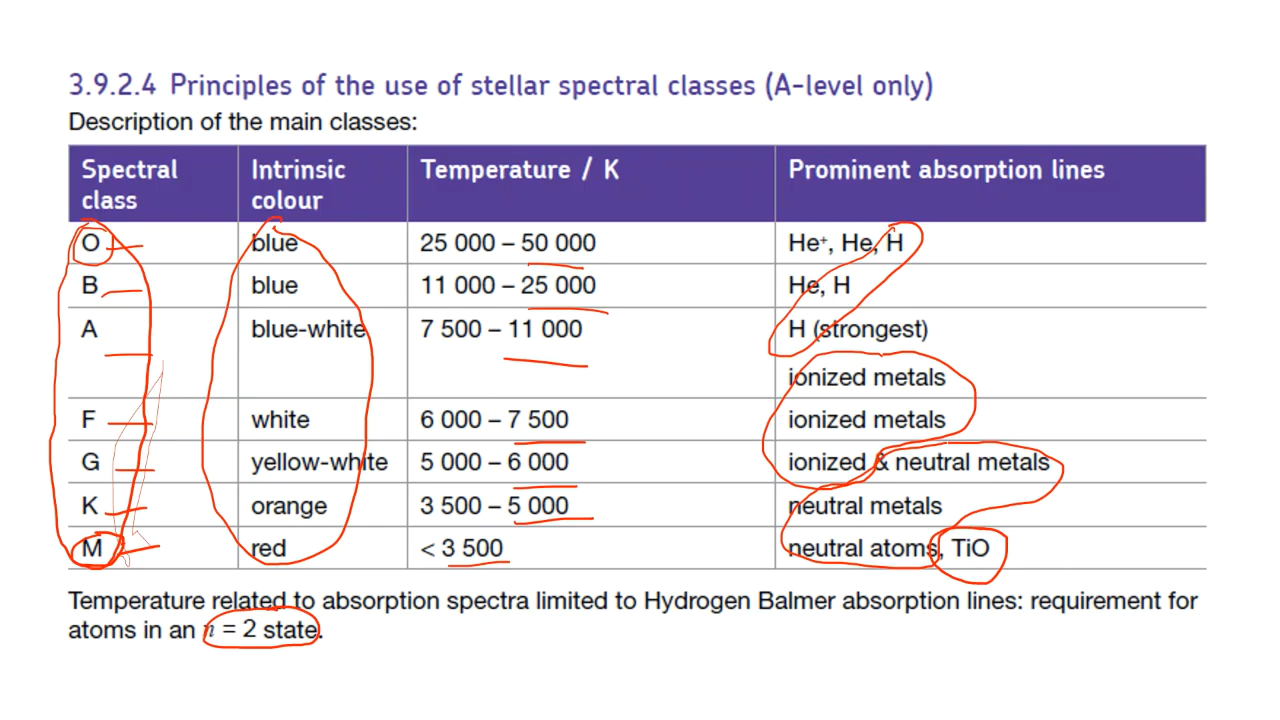 3.9.2.4 Principles of the use of stellar spectral classes (A-level only)
Description of the main classes:
Spectral class Intrinsic colour Temperature / K Prominent absorption lines
O blue 25 000 – 50 000 He⁺, He, H
B blue 11 000 – 25 000 He, H
A blue-white 7 500 – 11 000 H (strongest)
ionized metals
F white 6 000 – 7 500 ionized metals
G yellow-white 5 000 – 6 000 ionized & neutral metals
K orange 3 500 – 5 000 neutral metals
M red < 3 500 neutral atoms, TiO
Temperature related to absorption spectra limited to Hydrogen Balmer absorption lines: requirement for
atoms in an n = 2 state.